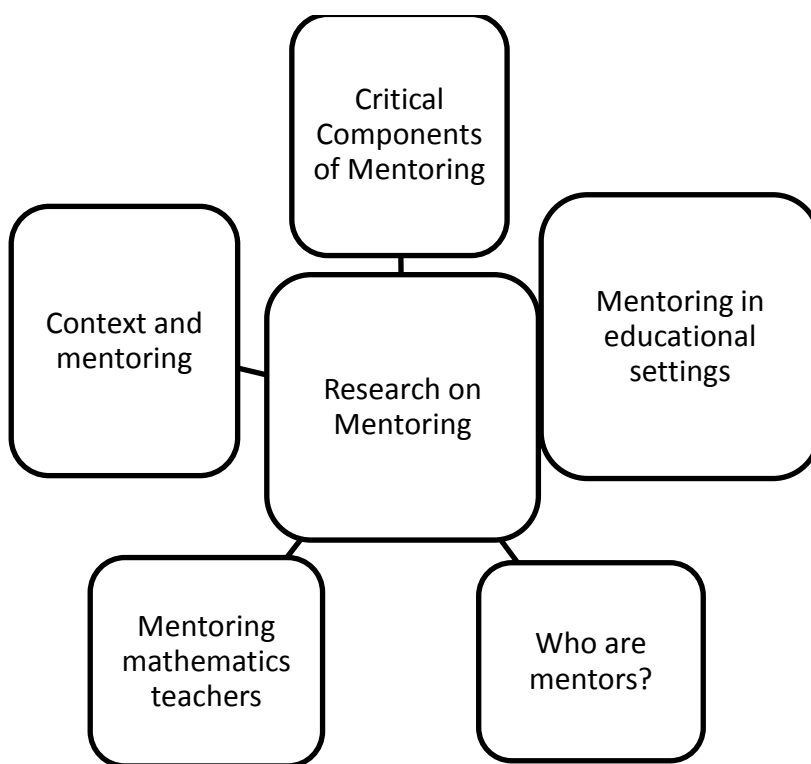 Critical
Components
of Mentoring
Mentoring in
educational
settings
Context and
mentoring
Research on
Mentoring
Mentoring
mathematics
teachers
Who are
mentors?